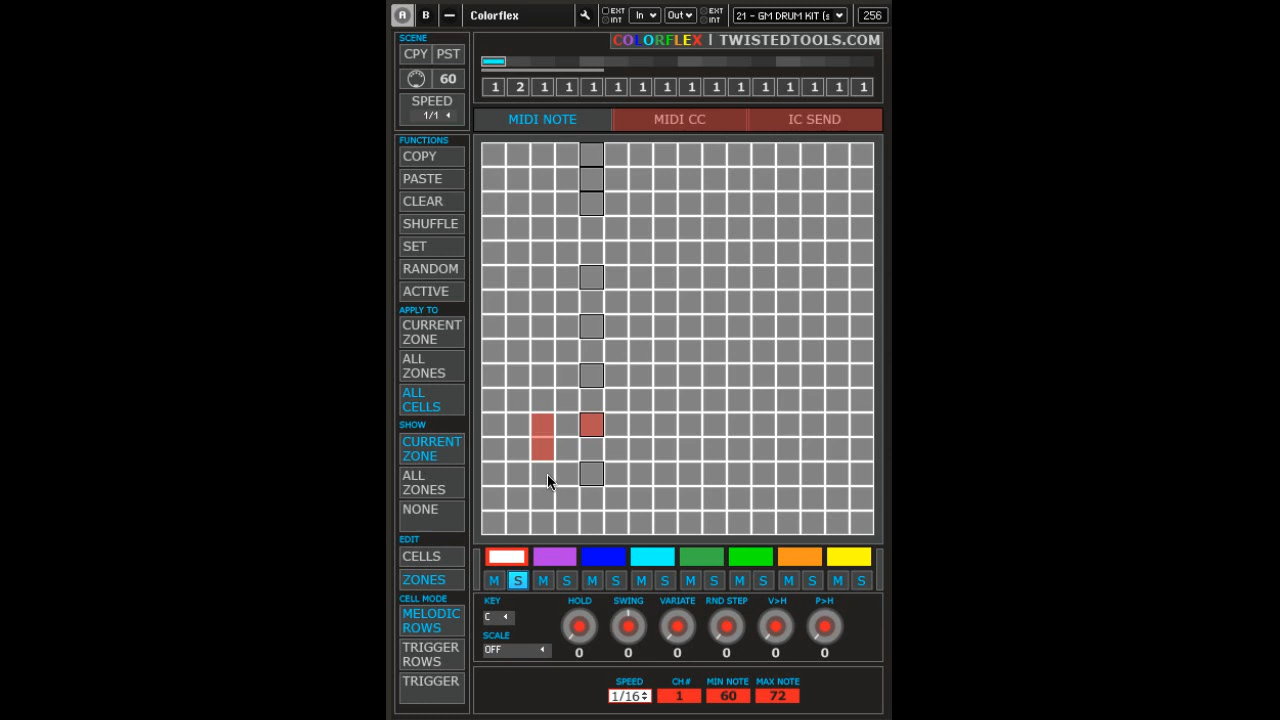 A B — Colorflex EXT INT In Out EXT INT 21 - GM DRUM KIT (s 256
SCENE
COLORFLEX | TWISTEDTOOLS.COM
CPY PST
60
1 2 1 1 1 1 1 1 1 1 1 1 1 1 1 1
SPEED
1/1
MIDI NOTE MIDI CC IC SEND
FUNCTIONS
COPY
PASTE
CLEAR
SHUFFLE
SET
RANDOM
ACTIVE
APPLY TO
CURRENT
ZONE
ALL
ZONES
ALL
CELLS
SHOW
CURRENT
ZONE
ALL
ZONES
NONE
EDIT
CELLS
ZONES
M S M S M S M S M S M S M S M S
CELL MODE
MELODIC
ROWS
TRIGGER
ROWS
TRIGGER
KEY HOLD SWING VARIATE RND STEP V>H P>H
C
SCALE
OFF 0 0 0 0 0 0
SPEED CH# MIN NOTE MAX NOTE
1/16 1 60 72